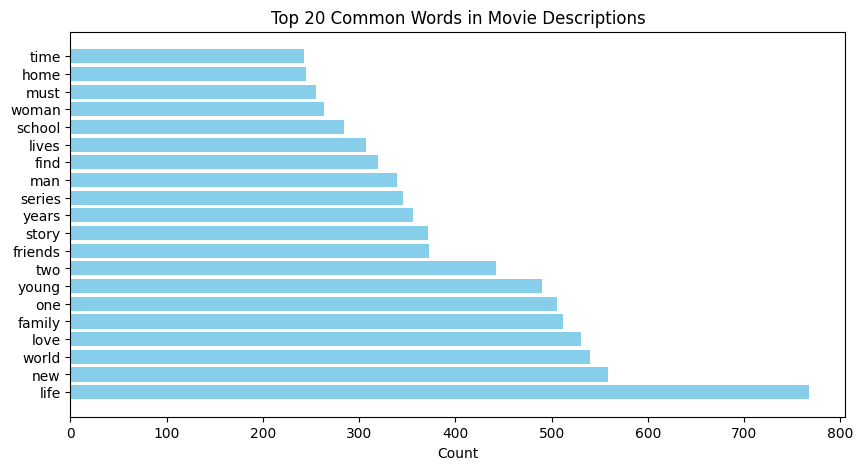 Top 20 Common Words in Movie Descriptions
time
home
must
woman
school
lives
find
man
series
years
story
friends
two
young
one
family
love
world
new
life
0 100 200 300 400 500 600 700 800
Count